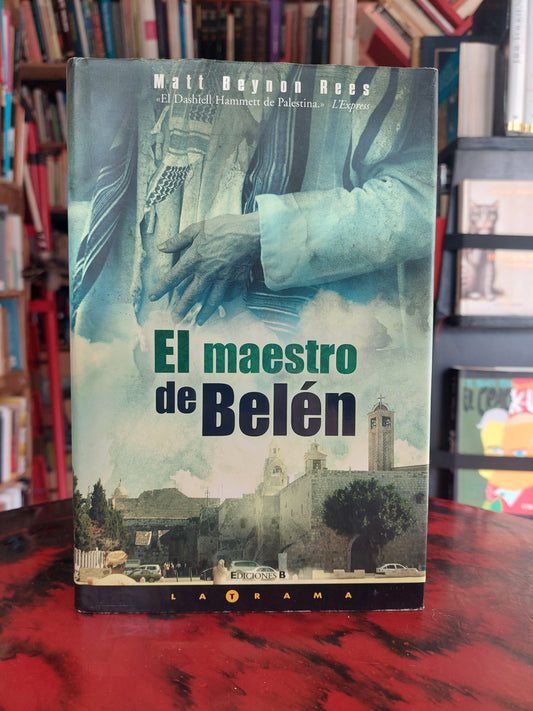 Matt Beynon Rees
«El Dashiell Hammett de Palestina.» L'Express
El maestro
de Belén
EDICIONES B
LA TRAMA